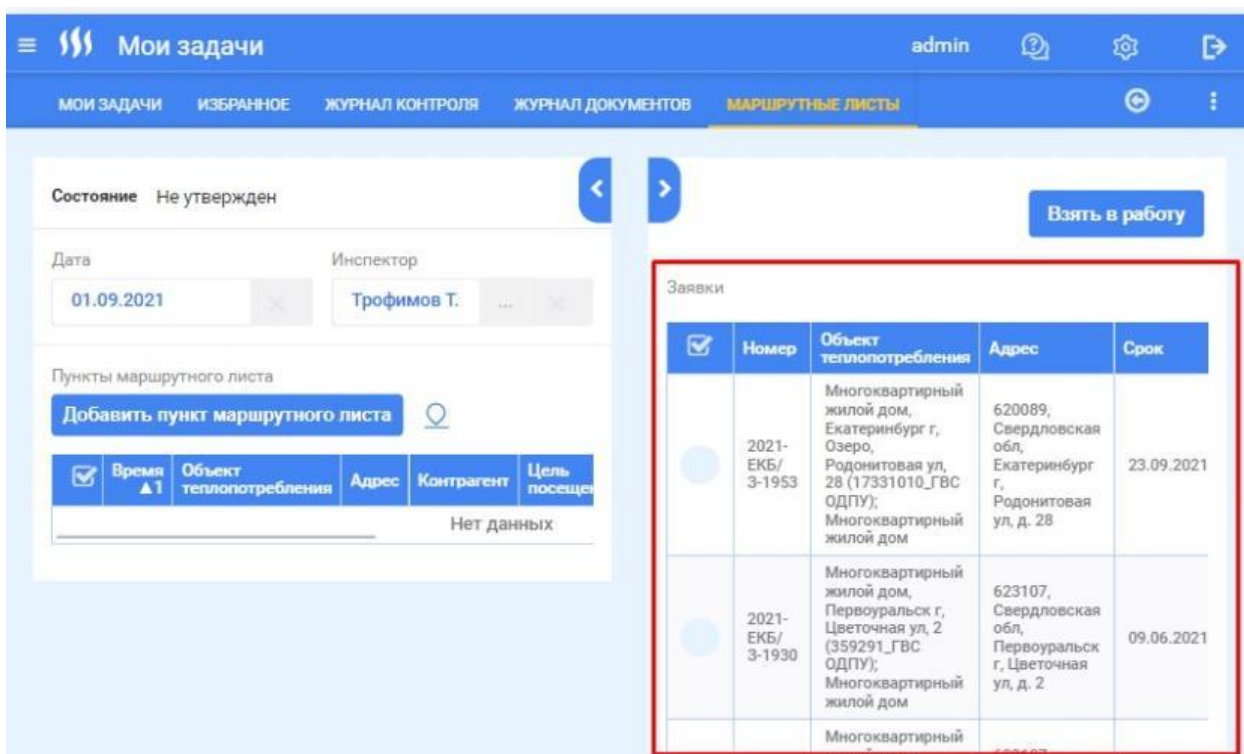 Мои задачи
admin
МОИ ЗАДАЧИ
ИЗБРАННОЕ
ЖУРНАЛ КОНТРОЛЯ
ЖУРНАЛ ДОКУМЕНТОВ
МАРШРУТНЫЕ ЛИСТЫ
Состояние Не утвержден
Дата
Инспектор
01.09.2021
Трофимов Т.
...
Пункты маршрутного листа
Добавить пункт маршрутного листа
Время
▲1
Объект
теплопотребления
Адрес
Контрагент
Цель
посещен
Нет данных
Взять в работу
Заявки
Номер
Объект
теплопотребления
Адрес
Срок
2021-
ЕКБ/
З-1953
Многоквартирный
жилой дом,
Екатеринбург г,
Озеро,
Родонитовая ул,
28 (17331010_ГВС
ОДПУ);
Многоквартирный
жилой дом
620089,
Свердловская
обл,
Екатеринбург
г,
Родонитовая
ул, д. 28
23.09.2021
2021-
ЕКБ/
З-1930
Многоквартирный
жилой дом,
Первоуральск г,
Цветочная ул, 2
(359291_ГВС
ОДПУ);
Многоквартирный
жилой дом
623107,
Свердловская
обл,
Первоуральск
г, Цветочная
ул, д. 2
09.06.2021
Многоквартирный